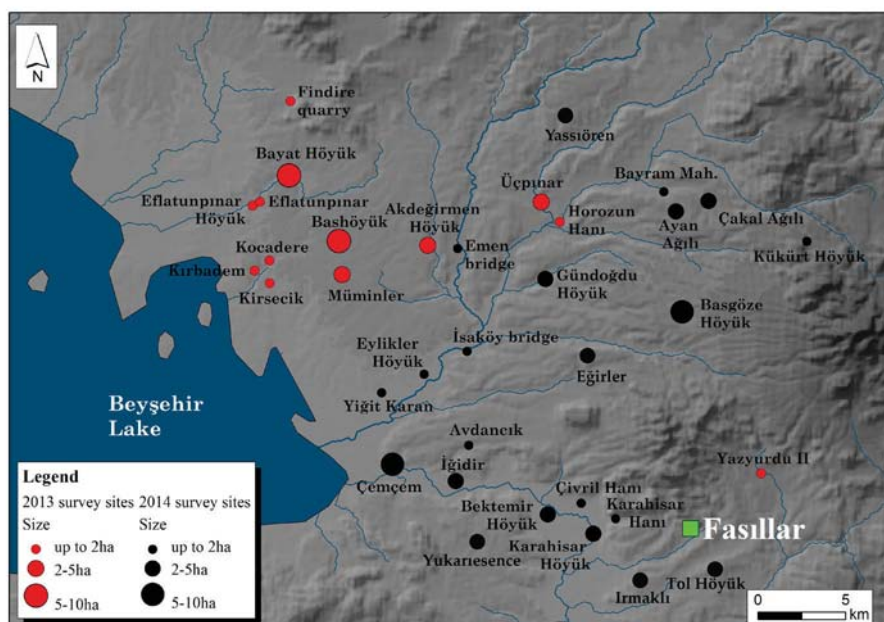 N
Findire
quarry
Yassıören
Bayat Höyük
Bayram Mah.
Üçpınar
Eflatunpınar
Höyük
Eflatunpınar
Akdeğirmen
Höyük
Bashöyük
Horozun
Hanı
Ayan
Ağılı
Çakal Ağılı
Kocadere
Emen
bridge
Kükürt Höyük
Kırbadem
Gündoğdu
Höyük
Kirsecik
Müminler
Basgöze
Höyük
İsaköy bridge
Eylikler
Höyük
Eğirler
Beyşehir
Lake
Yiğit Karan
Avdancık
Yazyurdu II
Çemçem
İğidir
Çivril Hanı
Bektemir
Höyük
Karahisar
Hanı
Fasıllar
Yukarıesence
Karahisar
Höyük
Irmaklı
Tol Höyük
Legend
2013 survey sites 2014 survey sites
Size Size
up to 2ha up to 2ha
2-5ha 2-5ha
5-10ha 5-10ha
0 5
km